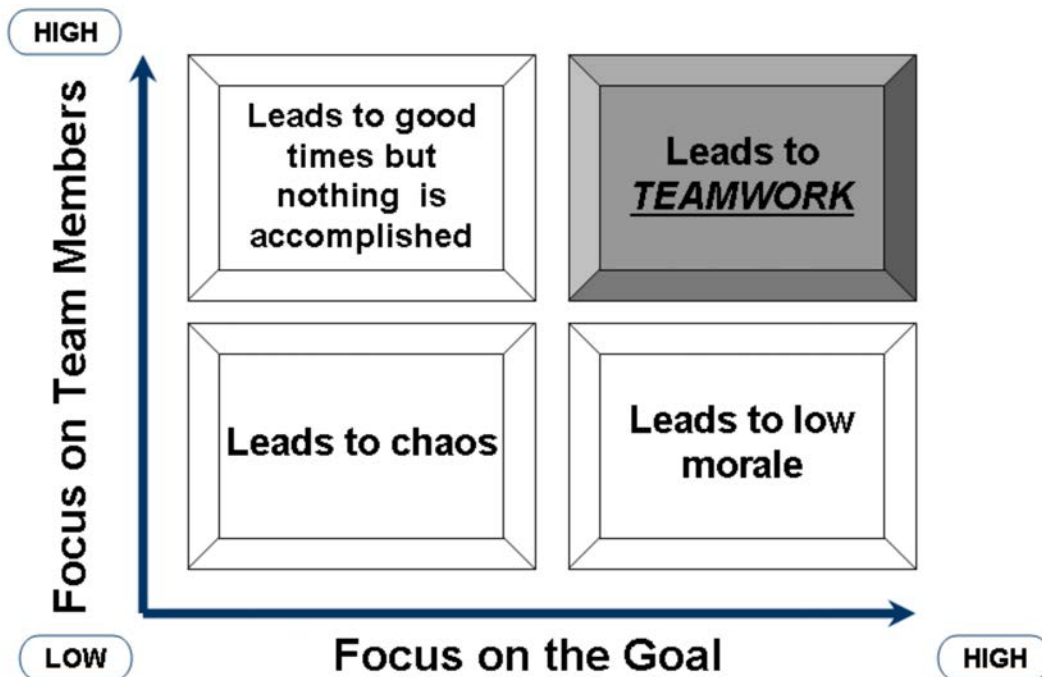 HIGH
Focus on Team Members
Leads to good
times but
nothing is
accomplished
Leads to
TEAMWORK
Leads to chaos
Leads to low
morale
LOW
Focus on the Goal
HIGH